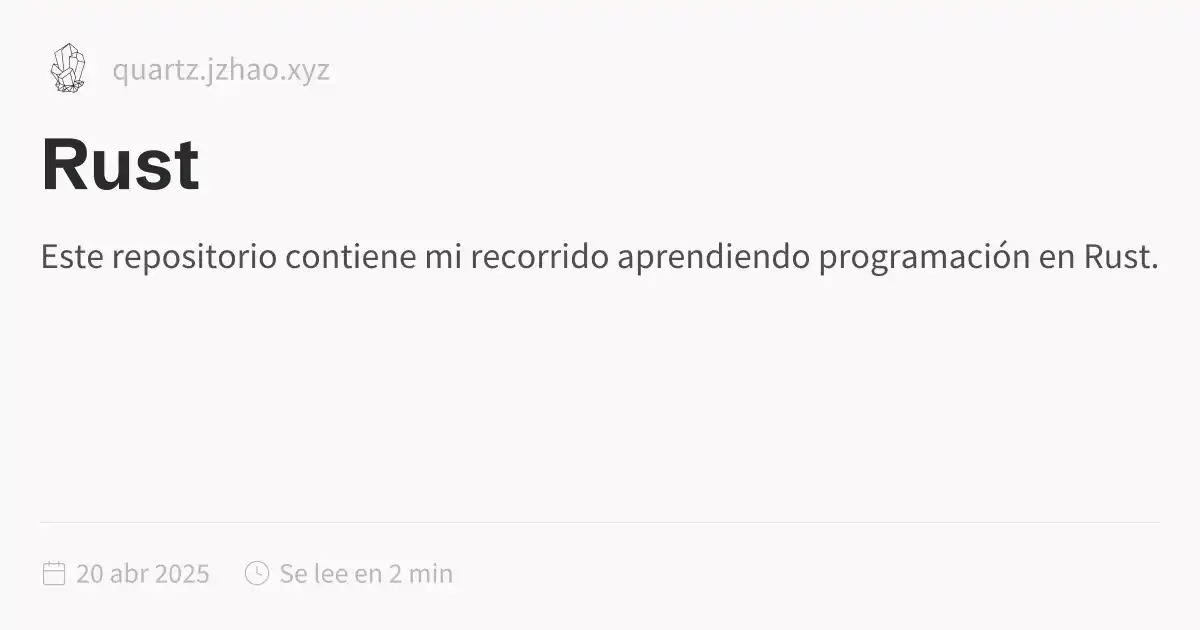 quartz.jzhao.xyz
Rust
Este repositorio contiene mi recorrido aprendiendo programación en Rust.
20 abr 2025 Se lee en 2 min